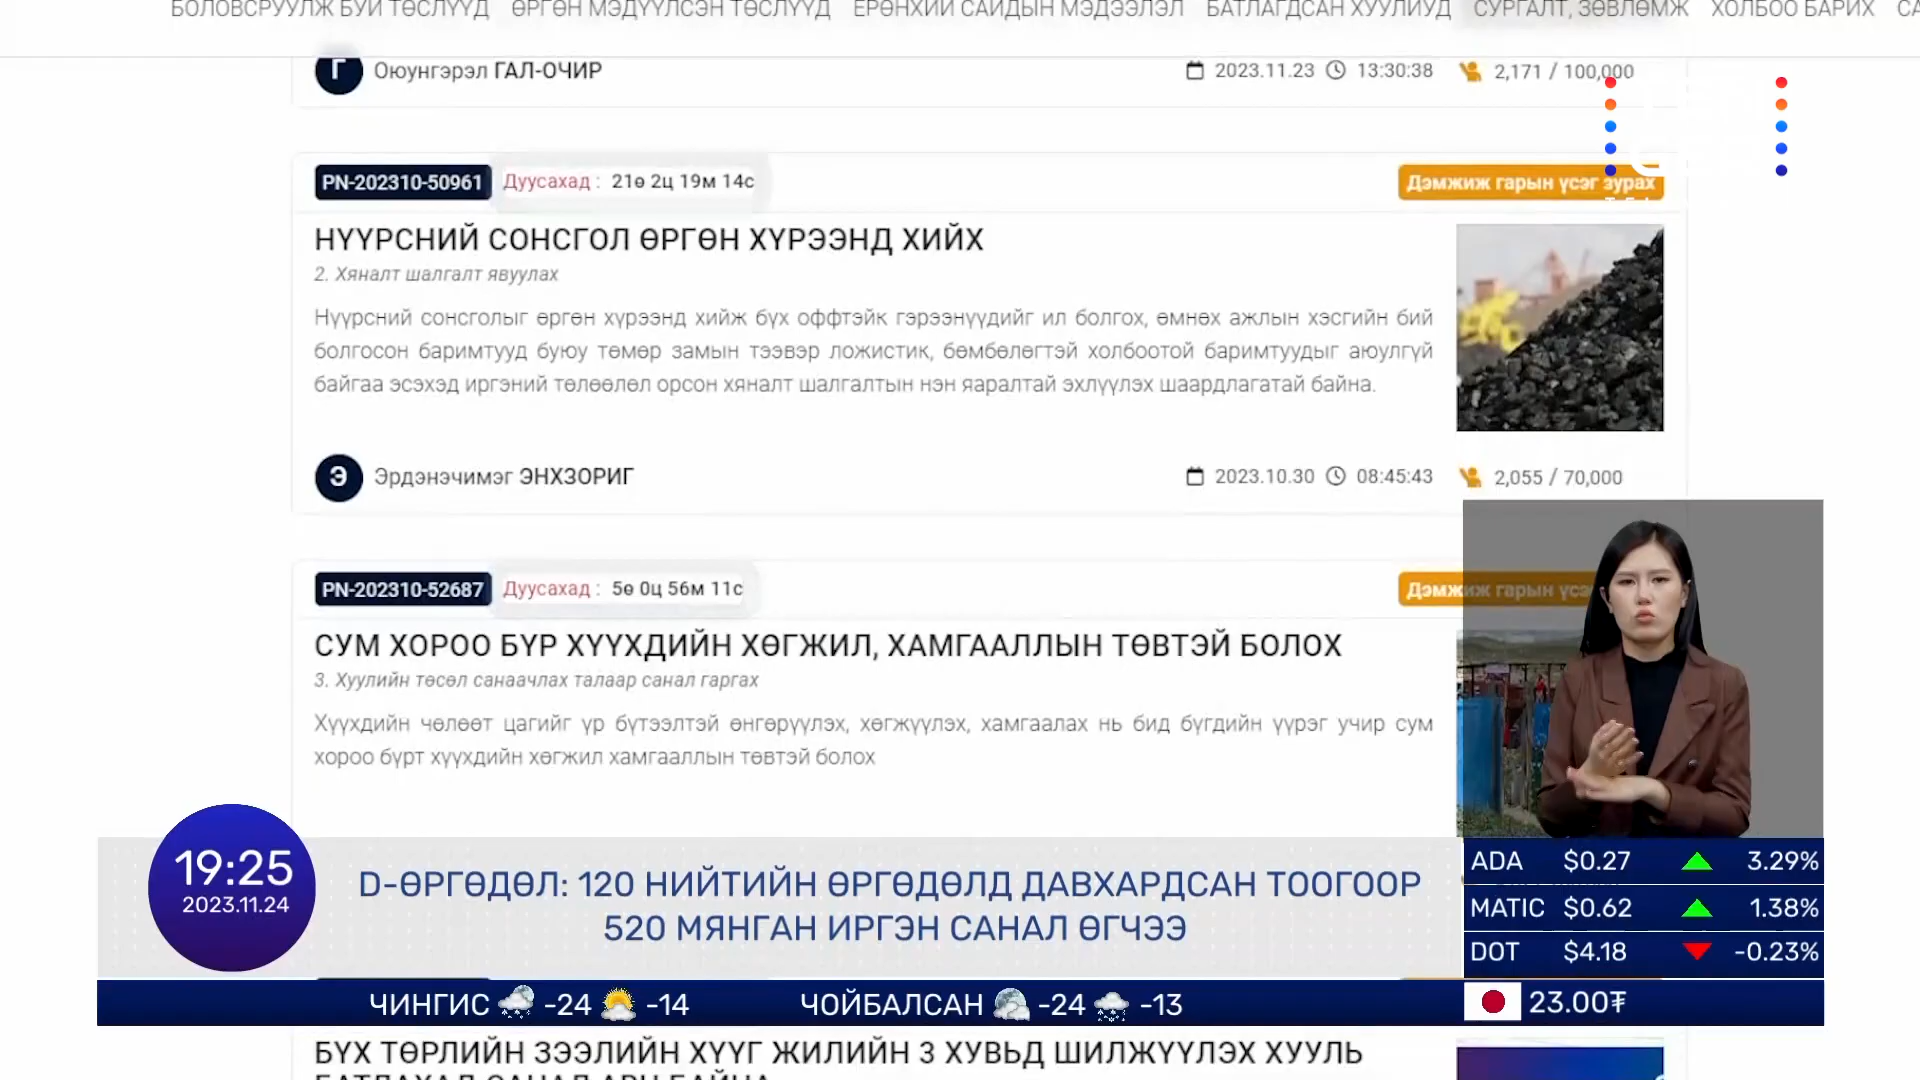 БОЛОВСРУУЛЖ БУЙ ТӨСЛҮҮД ӨРГӨН МЭДҮҮЛСЭН ТӨСЛҮҮД ЕРӨНХИЙ САЙДЫН МЭДЭЭЛЭЛ БАТЛАГДСАН ХУУЛИУД СУРГАЛТ, ЗӨВЛӨМЖ ХОЛБОО БАРИХ
Г Оюунгэрэл ГАЛ-ОЧИР 2023.11.23 13:30:38 2,171 / 100,000
PN-202310-50961 Дуусахад : 21ө 2ц 19м 14с Дэмжиж гарын үсэг зурах
НҮҮРСНИЙ СОНСГОЛ ӨРГӨН ХҮРЭЭНД ХИЙХ
2. Хяналт шалгалт явуулах
Нүүрсний сонсголыг өргөн хүрээнд хийж бүх оффтэйк гэрээнүүдийг ил болгох, өмнөх ажлын хэсгийн бий
болгосон баримтууд буюу төмөр замын тээвэр ложистик, бөмбөлөгтэй холбоотой баримтуудыг аюулгүй
байгаа эсэхэд иргэний төлөөлөл орсон хяналт шалгалтын нэн яаралтай эхлүүлэх шаардлагатай байна.
Э Эрдэнэчимэг ЭНХЗОРИГ 2023.10.30 08:45:43 2,055 / 70,000
PN-202310-52687 Дуусахад : 5ө 0ц 56м 11с Дэмжиж гарын
СУМ ХОРОО БҮР ХҮҮХДИЙН ХӨГЖИЛ, ХАМГААЛЛЫН ТӨВТЭЙ БОЛОХ
3. Хуулийн төсөл санаачлах талаар санал гаргах
Хүүхдийн чөлөөт цагийг үр бүтээлтэй өнгөрүүлэх, хөгжүүлэх, хамгаалах нь бид бүгдийн үүрэг учир сум
хороо бүрт хүүхдийн хөгжил хамгааллын төвтэй болох
19:25
2023.11.24
D-ӨРГӨДӨЛ: 120 НИЙТИЙН ӨРГӨДӨЛД ДАВХАРДСАН ТООГООР
520 МЯНГАН ИРГЭН САНАЛ ӨГЧЭЭ
ADA $0.27 3.29%
MATIC $0.62 1.38%
DOT $4.18 -0.23%
ЧИНГИС -24 -14 ЧОЙБАЛСАН -24 -13 23.00₮
БҮХ ТӨРЛИЙН ЗЭЭЛИЙН ХҮҮГ ЖИЛИЙН 3 ХУВЬД ШИЛЖҮҮЛЭХ ХУУЛЬ